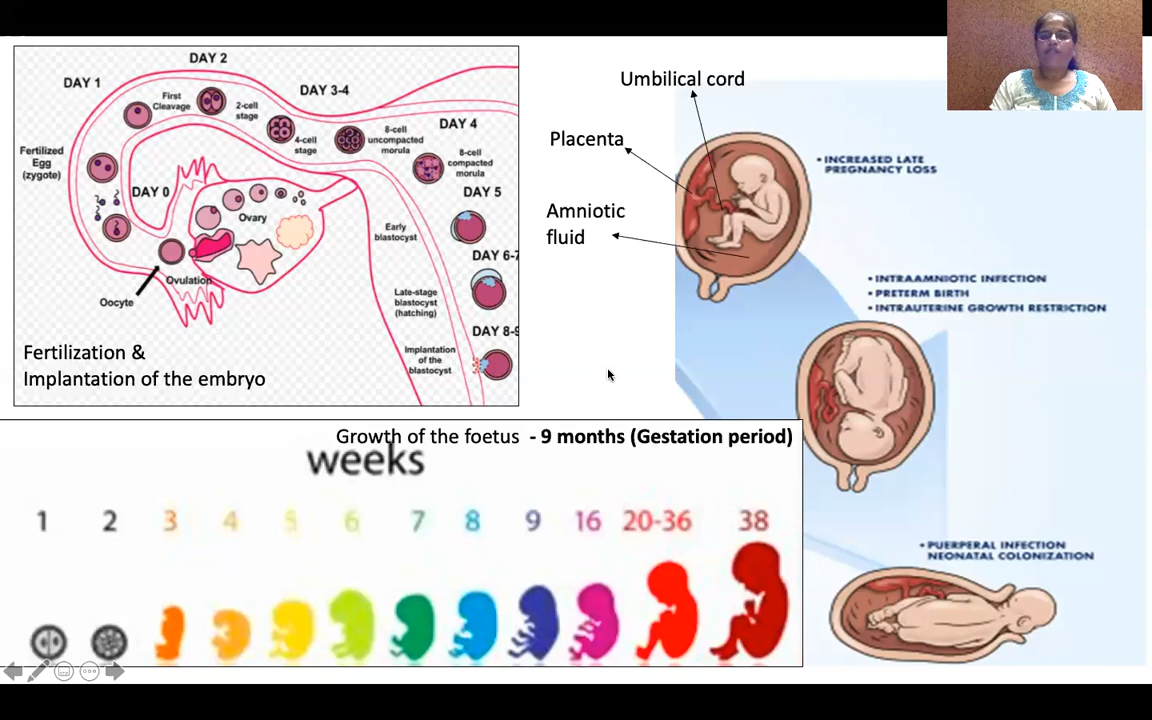 DAY 2
DAY 1
DAY 3-4
First
Cleavage
2-cell
stage
DAY 4
4-cell
stage
8-cell
uncompacted
morula
8-cell
compacted
morula
Fertilized
Egg
(zygote)
DAY 0
DAY 5
Ovary
Early
blastocyst
DAY 6-7
Ovulation
Oocyte
Late-stage
blastocyst
(hatching)
DAY 8-9
Implantation
of the
blastocyst
Fertilization &
Implantation of the embryo
Umbilical cord
Placenta
Amniotic
fluid
• INCREASED LATE
PREGNANCY LOSS
• INTRAAMNIOTIC INFECTION
• PRETERM BIRTH
• INTRAUTERINE GROWTH RESTRICTION
• PUERPERAL INFECTION
NEONATAL COLONIZATION
Growth of the foetus - 9 months (Gestation period)
weeks
1 2 3 4 5 6 7 8 9 16 20-36 38